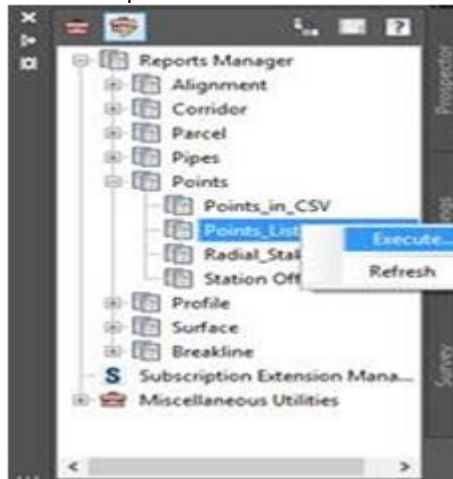 Reports Manager
Alignment
Corridor
Parcel
Pipes
Points
Points_in_CSV
Points_List
Execute...
Radial_Stak
Refresh
Station Off
Profile
Surface
Breakline
S Subscription Extension Mana...
Miscellaneous Utilities
Prospector
Survey